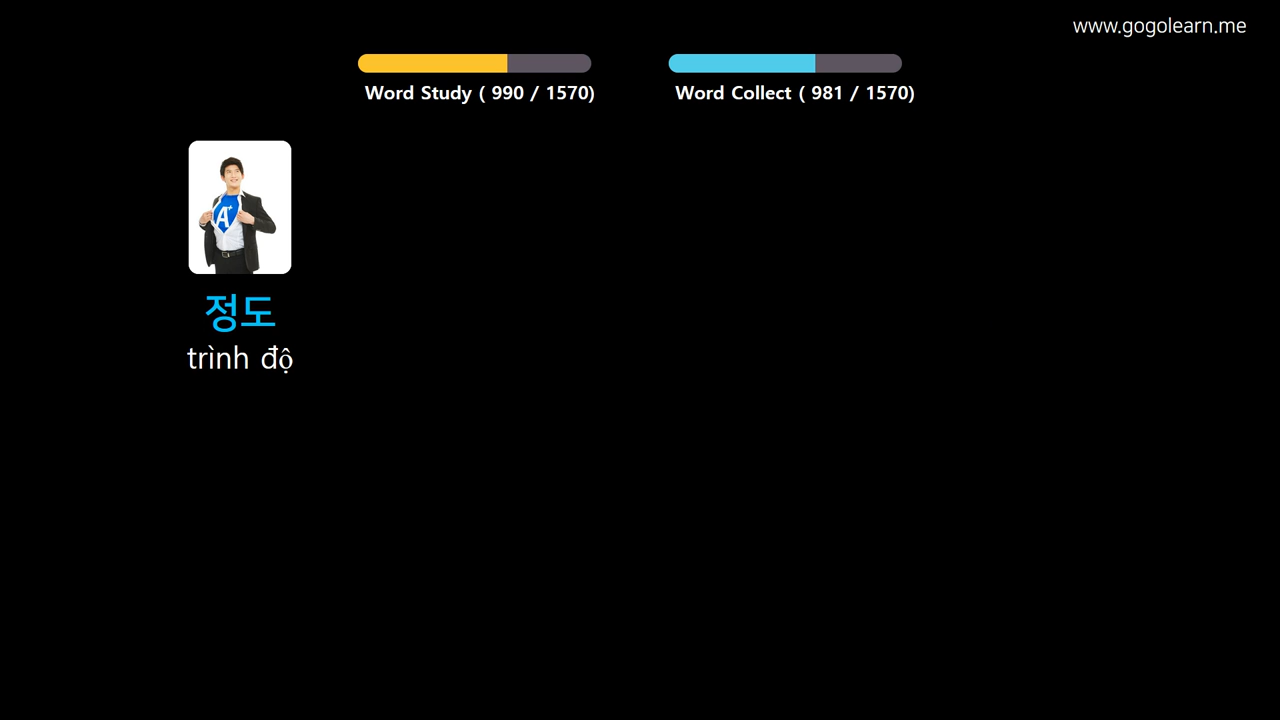 www.gogolearn.me
Word Study ( 990 / 1570)
Word Collect ( 981 / 1570)
A+
정도
trình độ